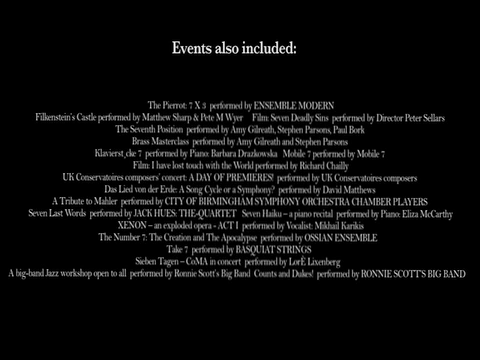 Events also included:
The Pierrot: 7 X 3 performed by ENSEMBLE MODERN
Filkenstein's Castle performed by Matthew Sharp & Pete M Wyer Film: Seven Deadly Sins performed by Director Peter Sellars
The Seventh Position performed by Amy Gilreath, Stephen Parsons, Paul Bork
Brass Masterclass performed by Amy Gilreath and Stephen Parsons
Klavierst¸cke 7 performed by Piano: Barbara Drazkowska Mobile 7 performed by Mobile 7
Film: I have lost touch with the World performed by Richard Chailly
UK Conservatoires composers' concert: A DAY OF PREMIERES! performed by UK Conservatoires composers
Das Lied von der Erde: A Song Cycle or a Symphony? performed by David Matthews
A Tribute to Mahler performed by CITY OF BIRMINGHAM SYMPHONY ORCHESTRA CHAMBER PLAYERS
Seven Last Words performed by JACK HUES: THE-QUARTET Seven Haiku – a piano recital performed by Piano: Eliza McCarthy
XENON – an exploded opera - ACT I performed by Vocalist: Mikhail Karikis
The Number 7: The Creation and The Apocalypse performed by OSSIAN ENSEMBLE
Take 7 performed by BASQUIAT STRINGS
Sieben Tagen – CoMA in concert performed by LorÈ Lixenberg
A big-band Jazz workshop open to all performed by Ronnie Scott's Big Band Counts and Dukes! performed by RONNIE SCOTT'S BIG BAND